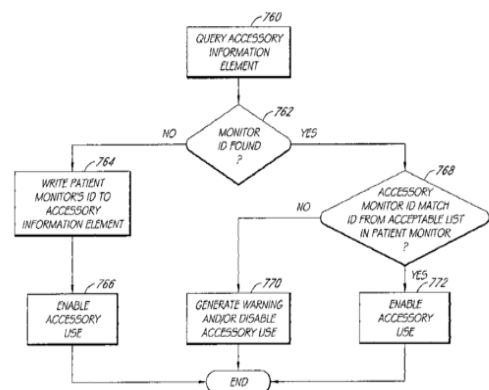 760
QUERY ACCESSORY
INFORMATION
ELEMENT
762
MONITOR
ID FOUND
?
NO
YES
764
WRITE PATIENT
MONITOR'S ID TO
ACCESSORY
INFORMATION ELEMENT
768
ACCESSORY
MONITOR ID MATCH
ID FROM ACCEPTABLE LIST
IN PATIENT MONITOR
?
NO
YES
766
ENABLE
ACCESSORY
USE
770
GENERATE WARNING
AND/OR DISABLE
ACCESSORY USE
772
ENABLE
ACCESSORY
USE
END